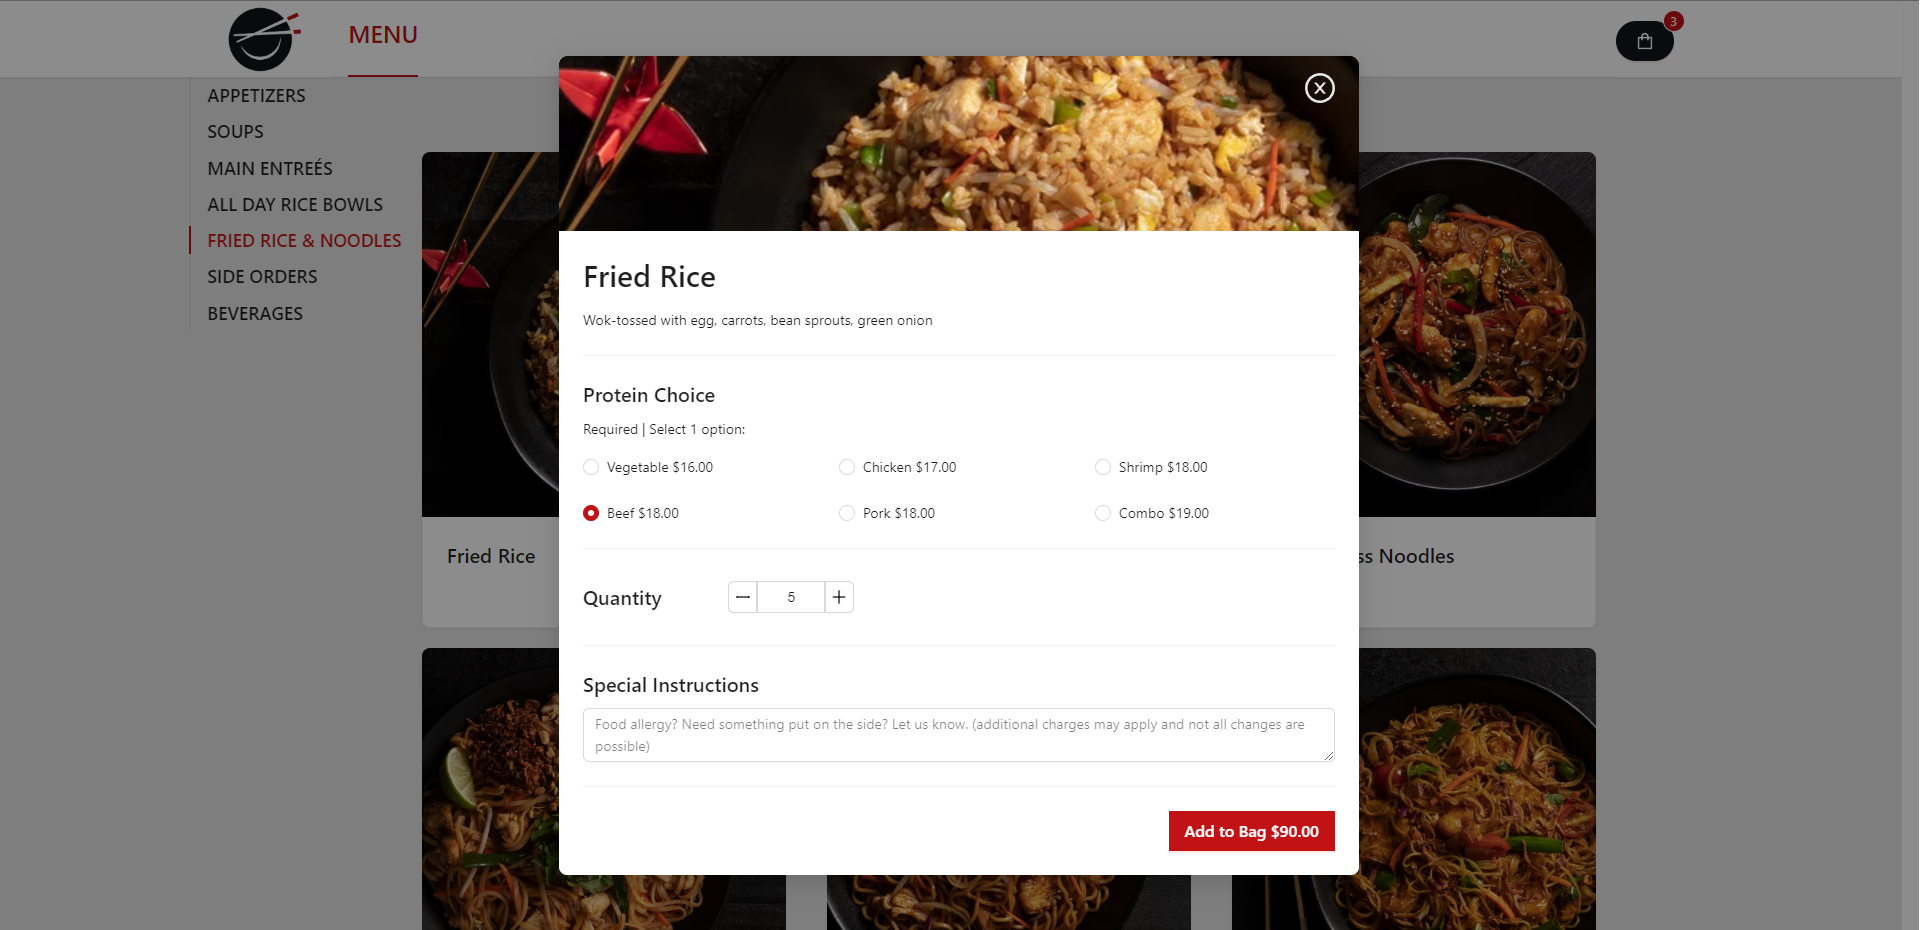 MENU
3
APPETIZERS
SOUPS
MAIN ENTREÉS
ALL DAY RICE BOWLS
FRIED RICE & NOODLES
SIDE ORDERS
BEVERAGES
Fried Rice
ss Noodles
Fried Rice
Wok-tossed with egg, carrots, bean sprouts, green onion
Protein Choice
Required | Select 1 option:
Vegetable $16.00
Chicken $17.00
Shrimp $18.00
Beef $18.00
Pork $18.00
Combo $19.00
Quantity
5
Special Instructions
Food allergy? Need something put on the side? Let us know. (additional charges may apply and not all changes are
possible)
Add to Bag $90.00